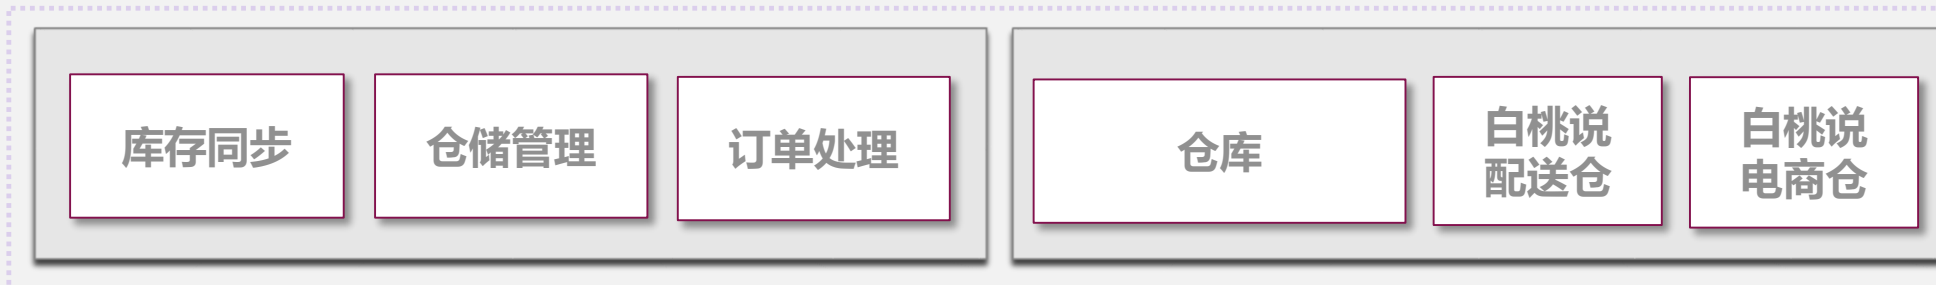 库存同步
仓储管理
订单处理
仓库
白桃说
配送仓
白桃说
电商仓